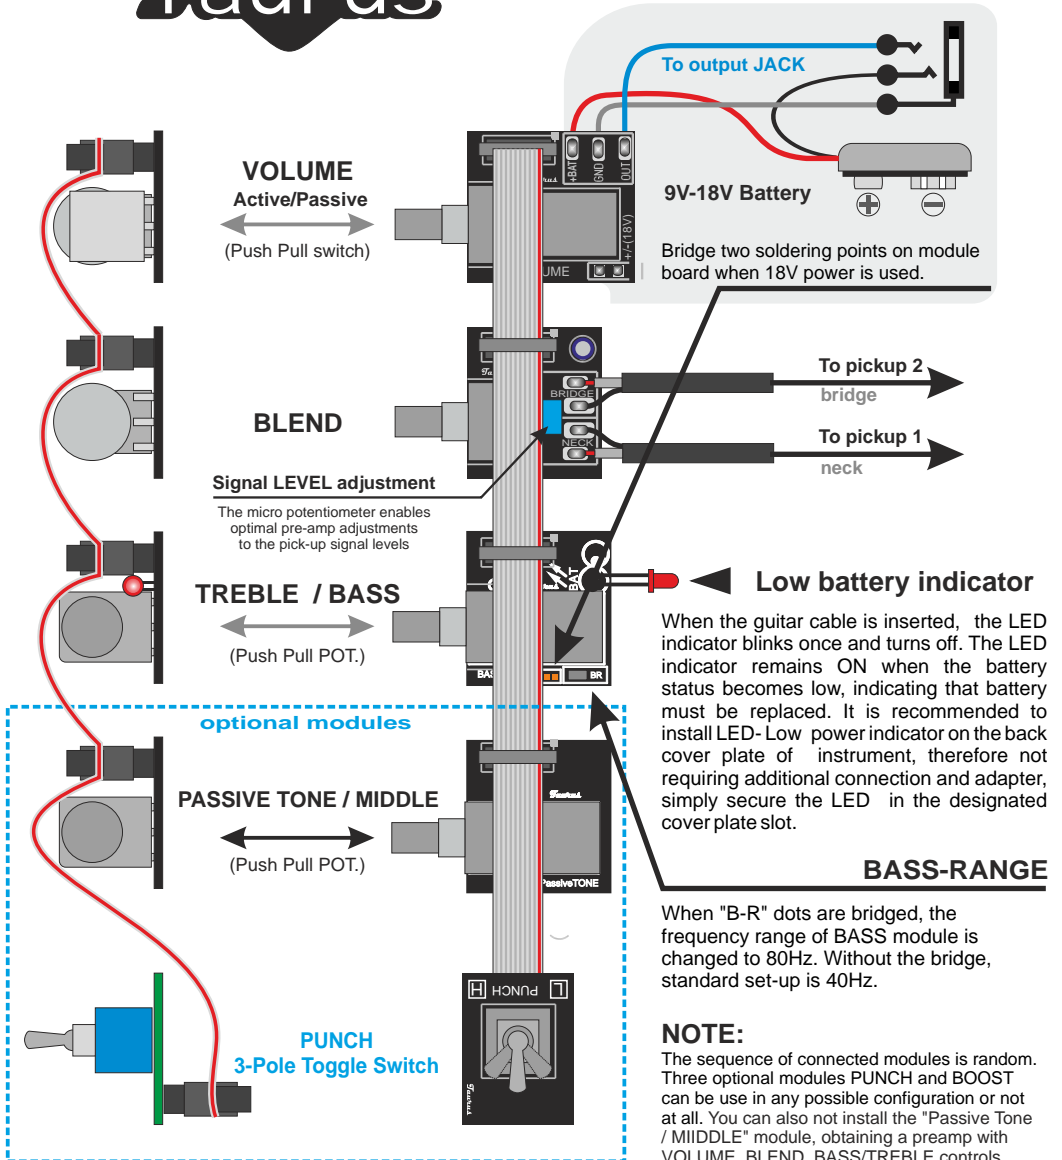 Taurus
To output JACK
VOLUME
Active/Passive
(Push Pull switch)
+BAT
GND
OUT
+/-(18V)
UME
9V-18V Battery
Bridge two soldering points on module
board when 18V power is used.
BLEND
BRIDGE
NECK
To pickup 2
bridge
To pickup 1
neck
Signal LEVEL adjustment
The micro potentiometer enables
optimal pre-amp adjustments
to the pick-up signal levels
TREBLE / BASS
(Push Pull POT.)
BAT
BAS
BR
Low battery indicator
When the guitar cable is inserted, the LED
indicator blinks once and turns off. The LED
indicator remains ON when the battery
status becomes low, indicating that battery
must be replaced. It is recommended to
install LED- Low power indicator on the back
cover plate of instrument, therefore not
requiring additional connection and adapter,
simply secure the LED in the designated
cover plate slot.
optional modules
PASSIVE TONE / MIDDLE
(Push Pull POT.)
Taurus
PassiveTONE
BASS-RANGE
When "B-R" dots are bridged, the
frequency range of BASS module is
changed to 80Hz. Without the bridge,
standard set-up is 40Hz.
H PUNCH L
Taurus
PUNCH
3-Pole Toggle Switch
NOTE:
The sequence of connected modules is random.
Three optional modules PUNCH and BOOST
can be use in any possible configuration or not
at all. You can also not install the "Passive Tone
/ MIIDDLE" module, obtaining a preamp with
VOLUME, BLEND, BASS/TREBLE controls